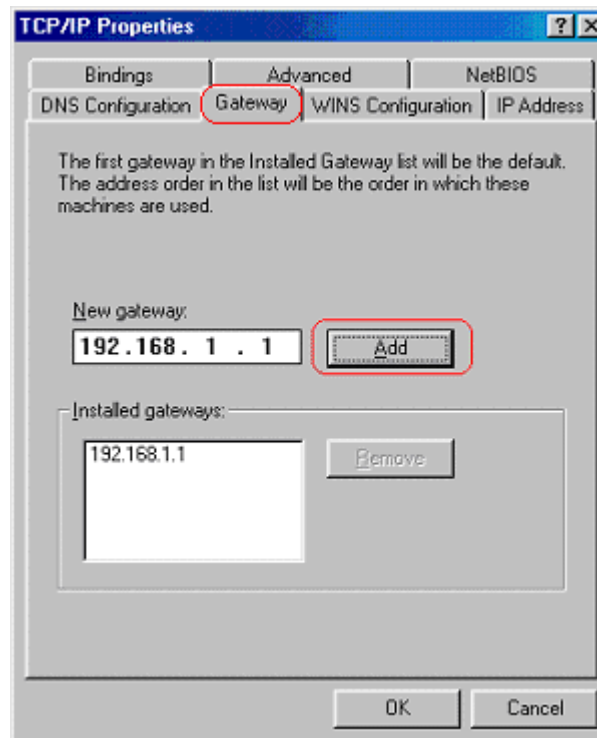 TCP/IP Properties
Bindings
Advanced
NetBIOS
DNS Configuration
Gateway
WINS Configuration
IP Address
The first gateway in the Installed Gateway list will be the default.
The address order in the list will be the order in which these
machines are used.
New gateway:
192.168. 1 . 1
Add
Installed gateways:
192.168.1.1
Remove
OK
Cancel